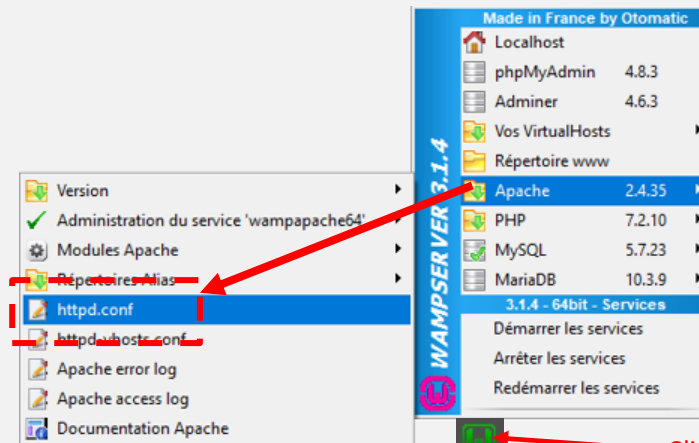 Made in France by Otomatic
Localhost
phpMyAdmin 4.8.3
Adminer 4.6.3
Vos VirtualHosts
Répertoire www
Apache 2.4.35
PHP 7.2.10
MySQL 5.7.23
MariaDB 10.3.9
3.1.4 - 64bit - Services
Démarrer les services
Arrêter les services
Redémarrer les services
WAMPSERVER 3.1.4
Version
Administration du service 'wampapache64'
Modules Apache
Répertoires Alias
httpd.conf
httpd-vhosts.conf
Apache error log
Apache access log
Documentation Apache